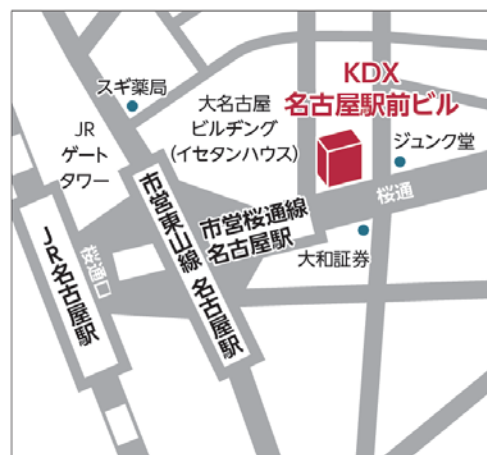 KDX
名古屋駅前ビル
スギ薬局
大名古屋
ビルヂング
(イセタンハウス)
JR
ゲート
タワー
ジュンク堂
桜通
市営桜通線
名古屋駅
大和証券
市営東山線 名古屋駅
桜通口
JR名古屋駅